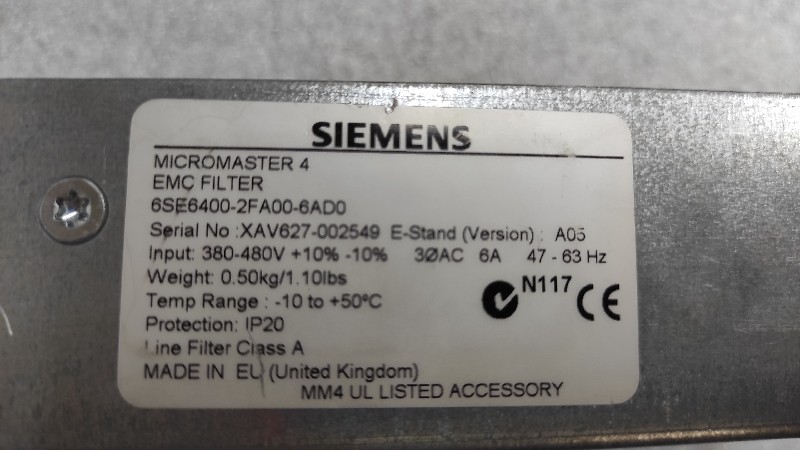 SIEMENS
MICROMASTER 4
EMC FILTER
6SE6400-2FA00-6AD0
Serial No :XAV627-002549 E-Stand (Version) : A05
Input: 380-480V +10% -10% 3ØAC 6A 47 - 63 Hz
Weight: 0.50kg/1.10lbs
Temp Range : -10 to +50ºC
N117 CE
Protection: IP20
Line Filter Class A
MADE IN EU (United Kingdom)
MM4 UL LISTED ACCESSORY